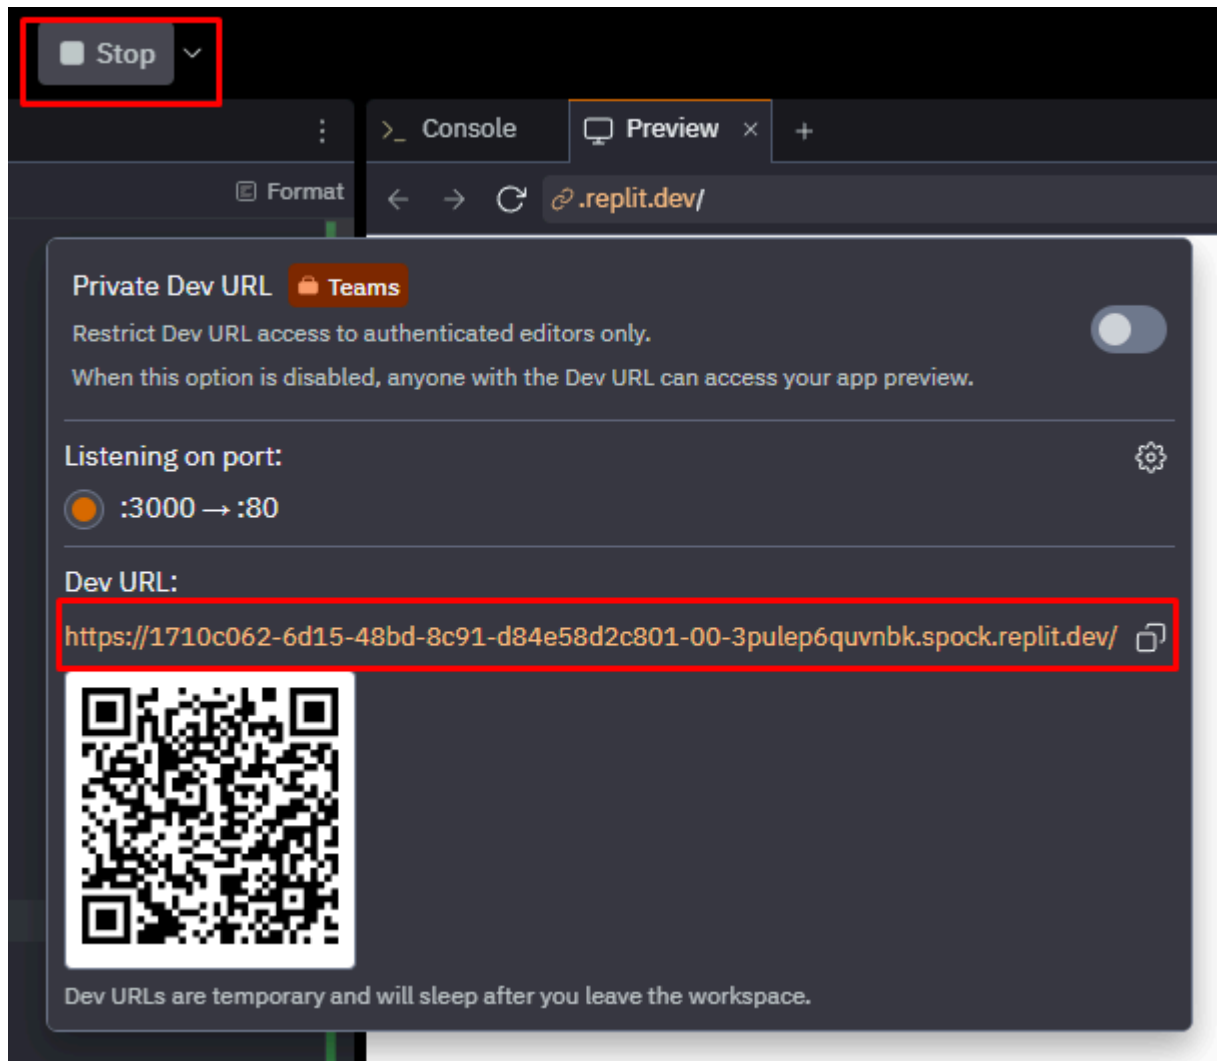 Stop
>_ Console
Preview × +
Format
.replit.dev/
Private Dev URL Teams
Restrict Dev URL access to authenticated editors only.
When this option is disabled, anyone with the Dev URL can access your app preview.
Listening on port:
:3000 → :80
Dev URL:
https://1710c062-6d15-48bd-8c91-d84e58d2c801-00-3pulep6quvnbk.spock.replit.dev/
Dev URLs are temporary and will sleep after you leave the workspace.